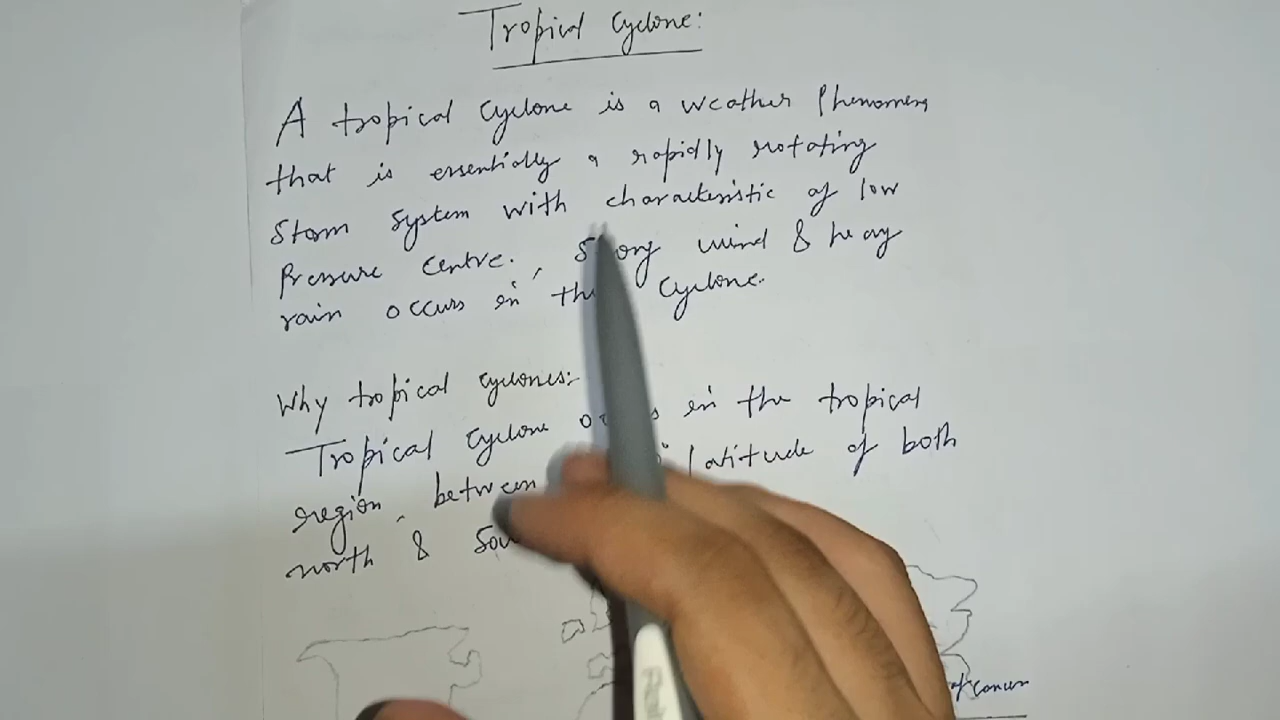 Tropical Cyclone:
A tropical cyclone is a weather Phenomena
that is essentially a rapidly rotating
Storm System with characteristic of low
Pressure Centre. Strong wind & heavy
rain occurs in, the Cyclone.
Why tropical cyclones:
Tropical cyclone in the tropical
region, between latitude of both
north &
of Cancer